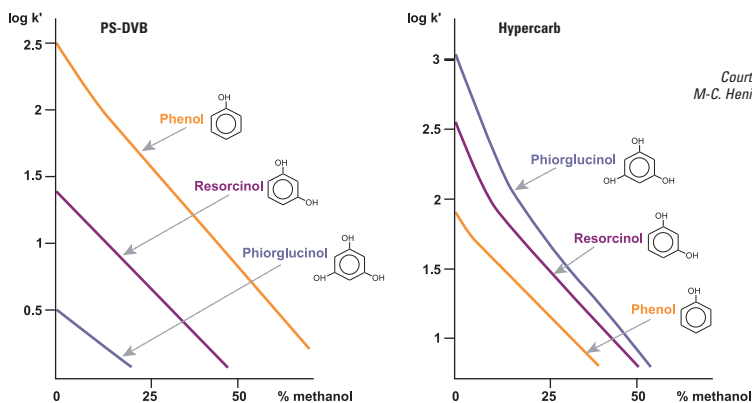 log k'
PS-DVB
2.5
2
1.5
1
0.5
0
25
50
% methanol
Phenol
OH
Resorcinol
OH
OH
Phiorglucinol
OH
OH
OH
log k'
Hypercarb
3
2.5
2
1.5
1
0
25
50
% methanol
Phiorglucinol
OH
OH
OH
Resorcinol
OH
OH
Phenol
OH
Court
M-C. Heni